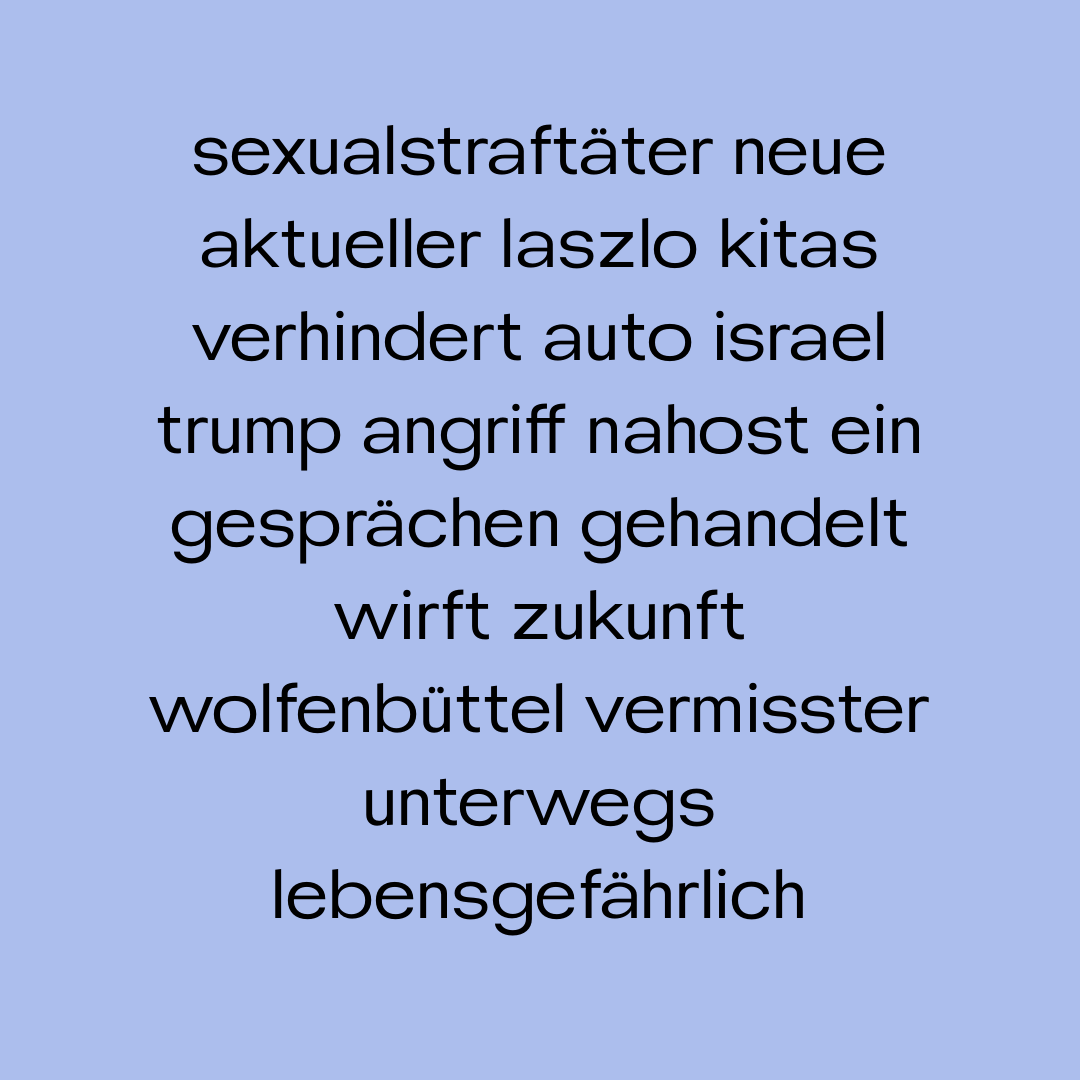 sexualstraftäter neue
aktueller laszlo kitas
verhindert auto israel
trump angriff nahost ein
gesprächen gehandelt
wirft zukunft
wolfenbüttel vermisster
unterwegs
lebensgefährlich